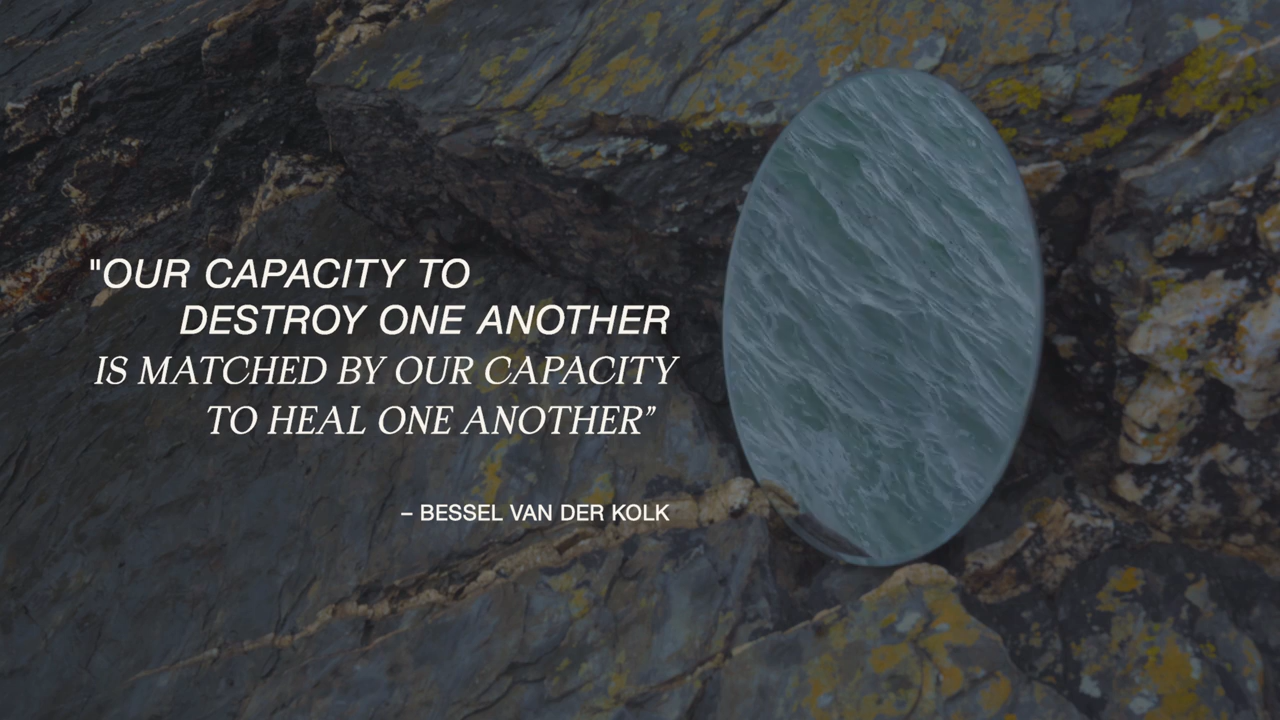 "OUR CAPACITY TO
DESTROY ONE ANOTHER
IS MATCHED BY OUR CAPACITY
TO HEAL ONE ANOTHER”
– BESSEL VAN DER KOLK